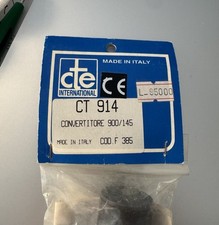 MADE IN ITALY
cte
INTERNATIONAL
CE
L. 85000
CT 914
CONVERTITORE 900/145
MADE IN ITALY COD.F 385